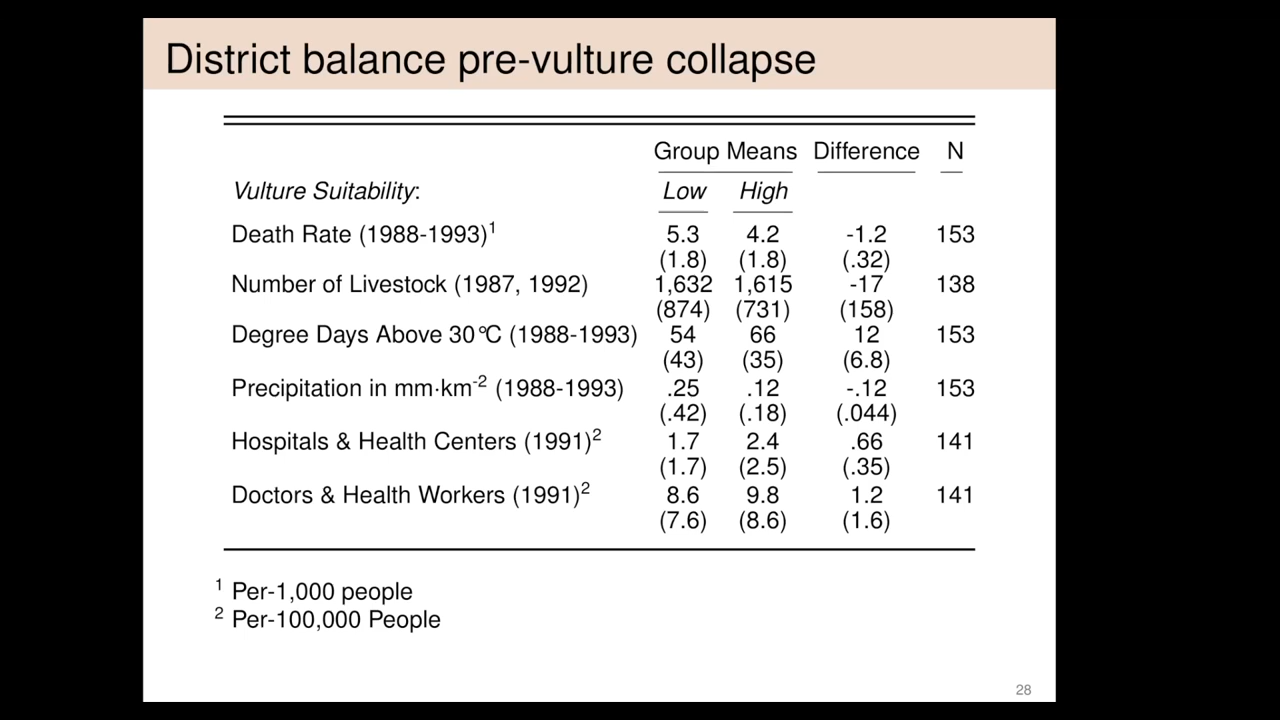 District balance pre-vulture collapse
Group Means Difference N
Vulture Suitability: Low High
Death Rate (1988-1993)¹ 5.3 4.2 -1.2 153
(1.8) (1.8) (.32)
Number of Livestock (1987, 1992) 1,632 1,615 -17 138
(874) (731) (158)
Degree Days Above 30°C (1988-1993) 54 66 12 153
(43) (35) (6.8)
Precipitation in mm·km⁻² (1988-1993) .25 .12 -.12 153
(.42) (.18) (.044)
Hospitals & Health Centers (1991)² 1.7 2.4 .66 141
(1.7) (2.5) (.35)
Doctors & Health Workers (1991)² 8.6 9.8 1.2 141
(7.6) (8.6) (1.6)
¹ Per-1,000 people
² Per-100,000 People
28